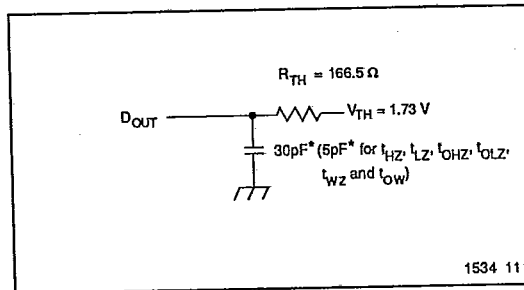 R_TH = 166.5 Ω
D_OUT
V_TH = 1.73 V
30pF* (5pF* for t_HZ, t_LZ, t_OHZ, t_OLZ,
t_WZ and t_OW)
1534 11